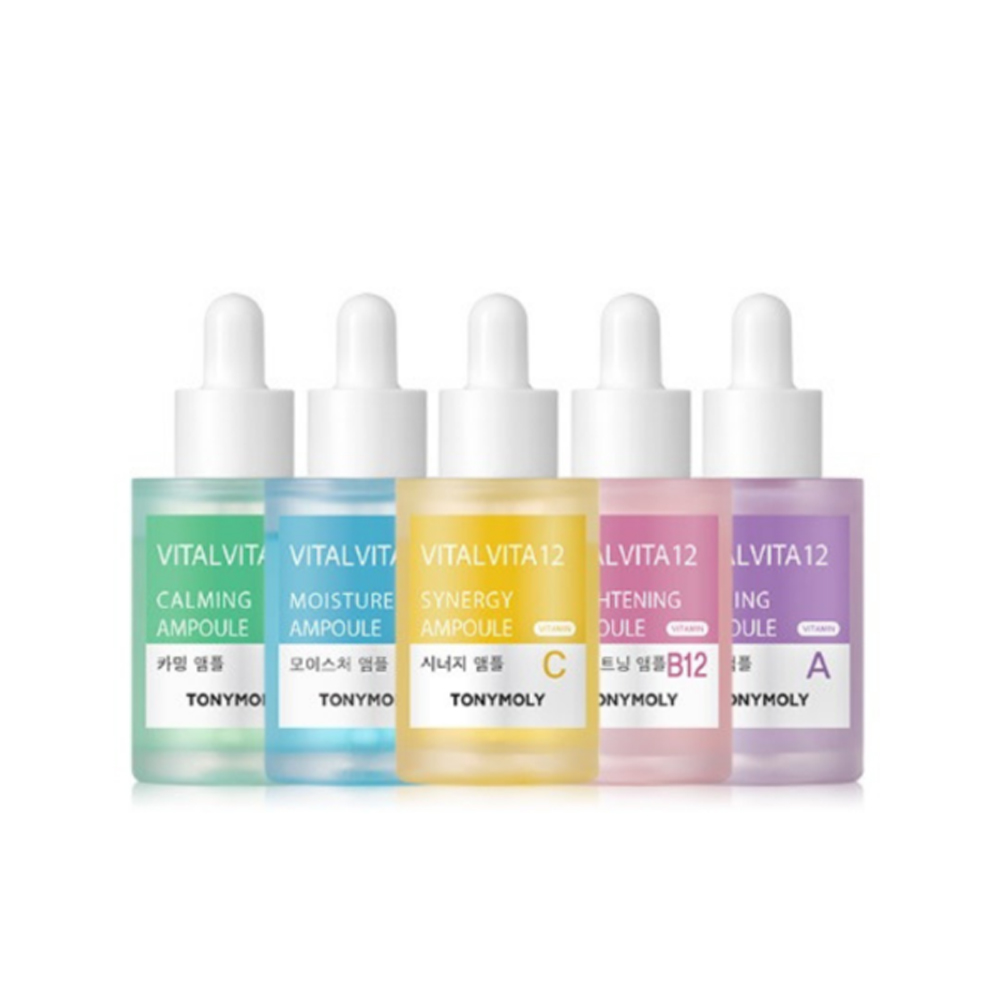 VITALVITA
CALMING
AMPOULE
카밍 앰플
TONYMOL
VITALVITA
MOISTURE
AMPOULE
모이스처 앰플
TONYMO
VITALVITA12
SYNERGY
AMPOULE VITAMIN
시너지 앰플 C
TONYMOLY
ALVITA12
HTENING
OULE VITAMIN
트닝 앰플 B12
ONYMOLY
ALVITA12
ING
OULE VITAMIN
앰플 A
ONYMOLY